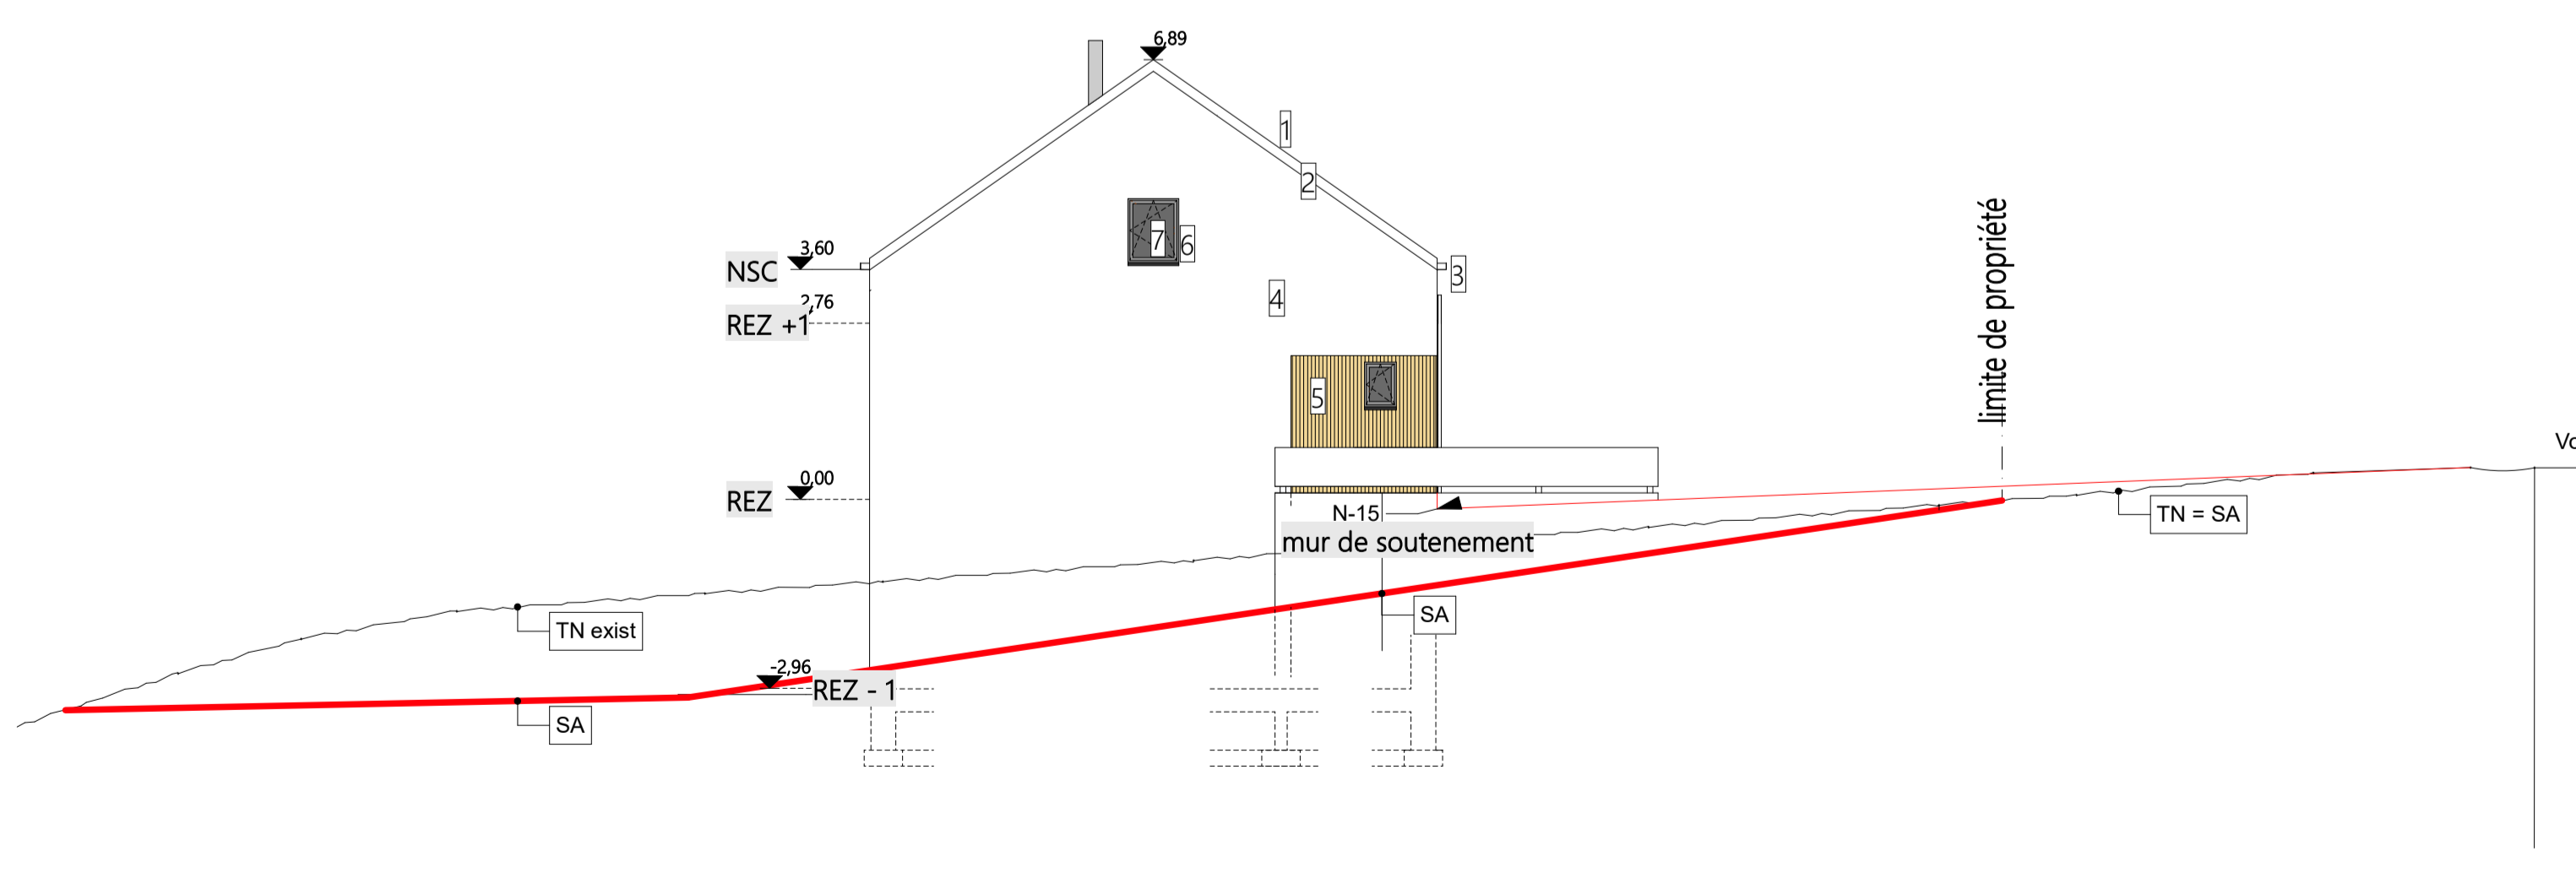 6,89
1
2
limite de propriété
7
6
3,60
NSC
3
4
2,76
REZ +1
5
0,00
REZ
N-15
mur de soutenement
TN = SA
TN exist
SA
-2,96
REZ - 1
SA